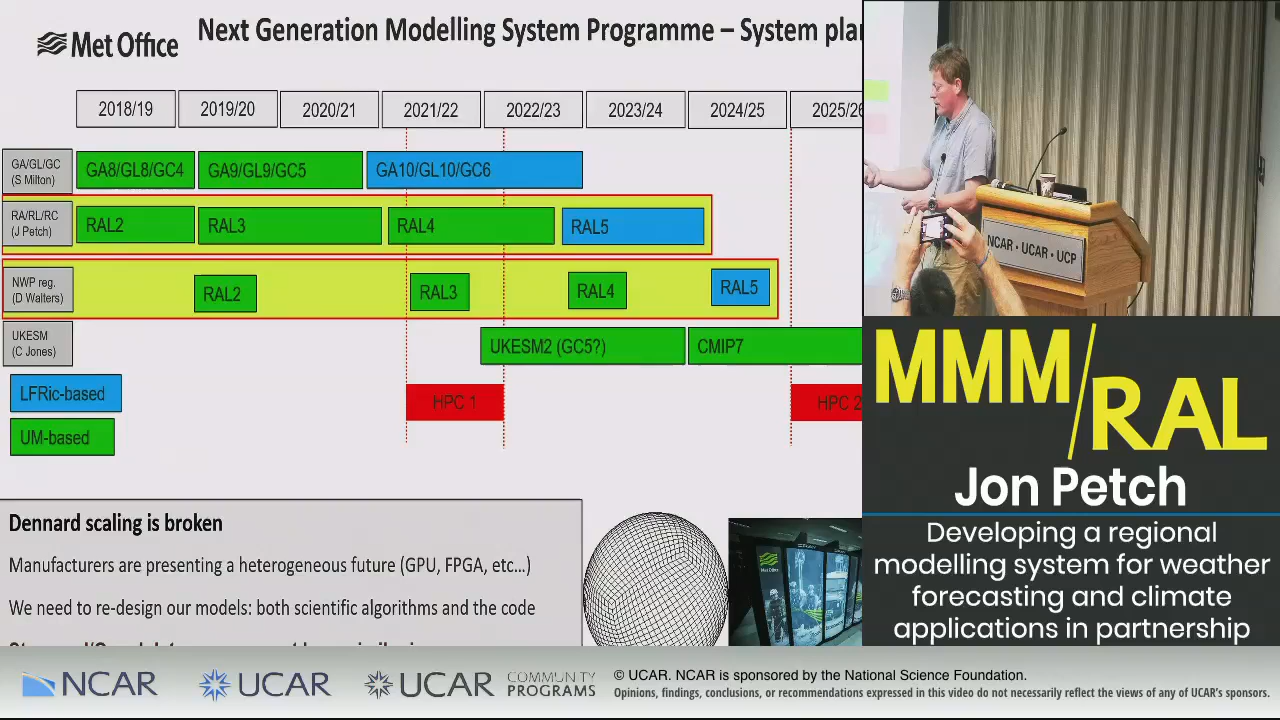 Met Office
Next Generation Modelling System Programme – System
2018/19 2019/20 2020/21 2021/22 2022/23 2023/24 2024/25 2025/26
GA/GL/GC
(S Milton)
GA8/GL8/GC4 GA9/GL9/GC5 GA10/GL10/GC6
RA/RL/RC
(J Petch)
RAL2 RAL3 RAL4 RAL5
NWP reg.
(D Walters)
RAL2 RAL3 RAL4 RAL5
UKESM
(C Jones)
UKESM2 (GC5?) CMIP7
LFRic-based
HPC 1 HPC 2
UM-based
Dennard scaling is broken
Manufacturers are presenting a heterogeneous future (GPU, FPGA, etc...)
We need to re-design our models: both scientific algorithms and the code
Met Office
NCAR • UCAR • UCP
MMM/RAL
Jon Petch
Developing a regional
modelling system for weather
forecasting and climate
applications in partnership
NCAR
UCAR
UCAR
COMMUNITY
PROGRAMS
© UCAR. NCAR is sponsored by the National Science Foundation.
Opinions, findings, conclusions, or recommendations expressed in this video do not necessarily reflect the views of any of UCAR's sponsors.